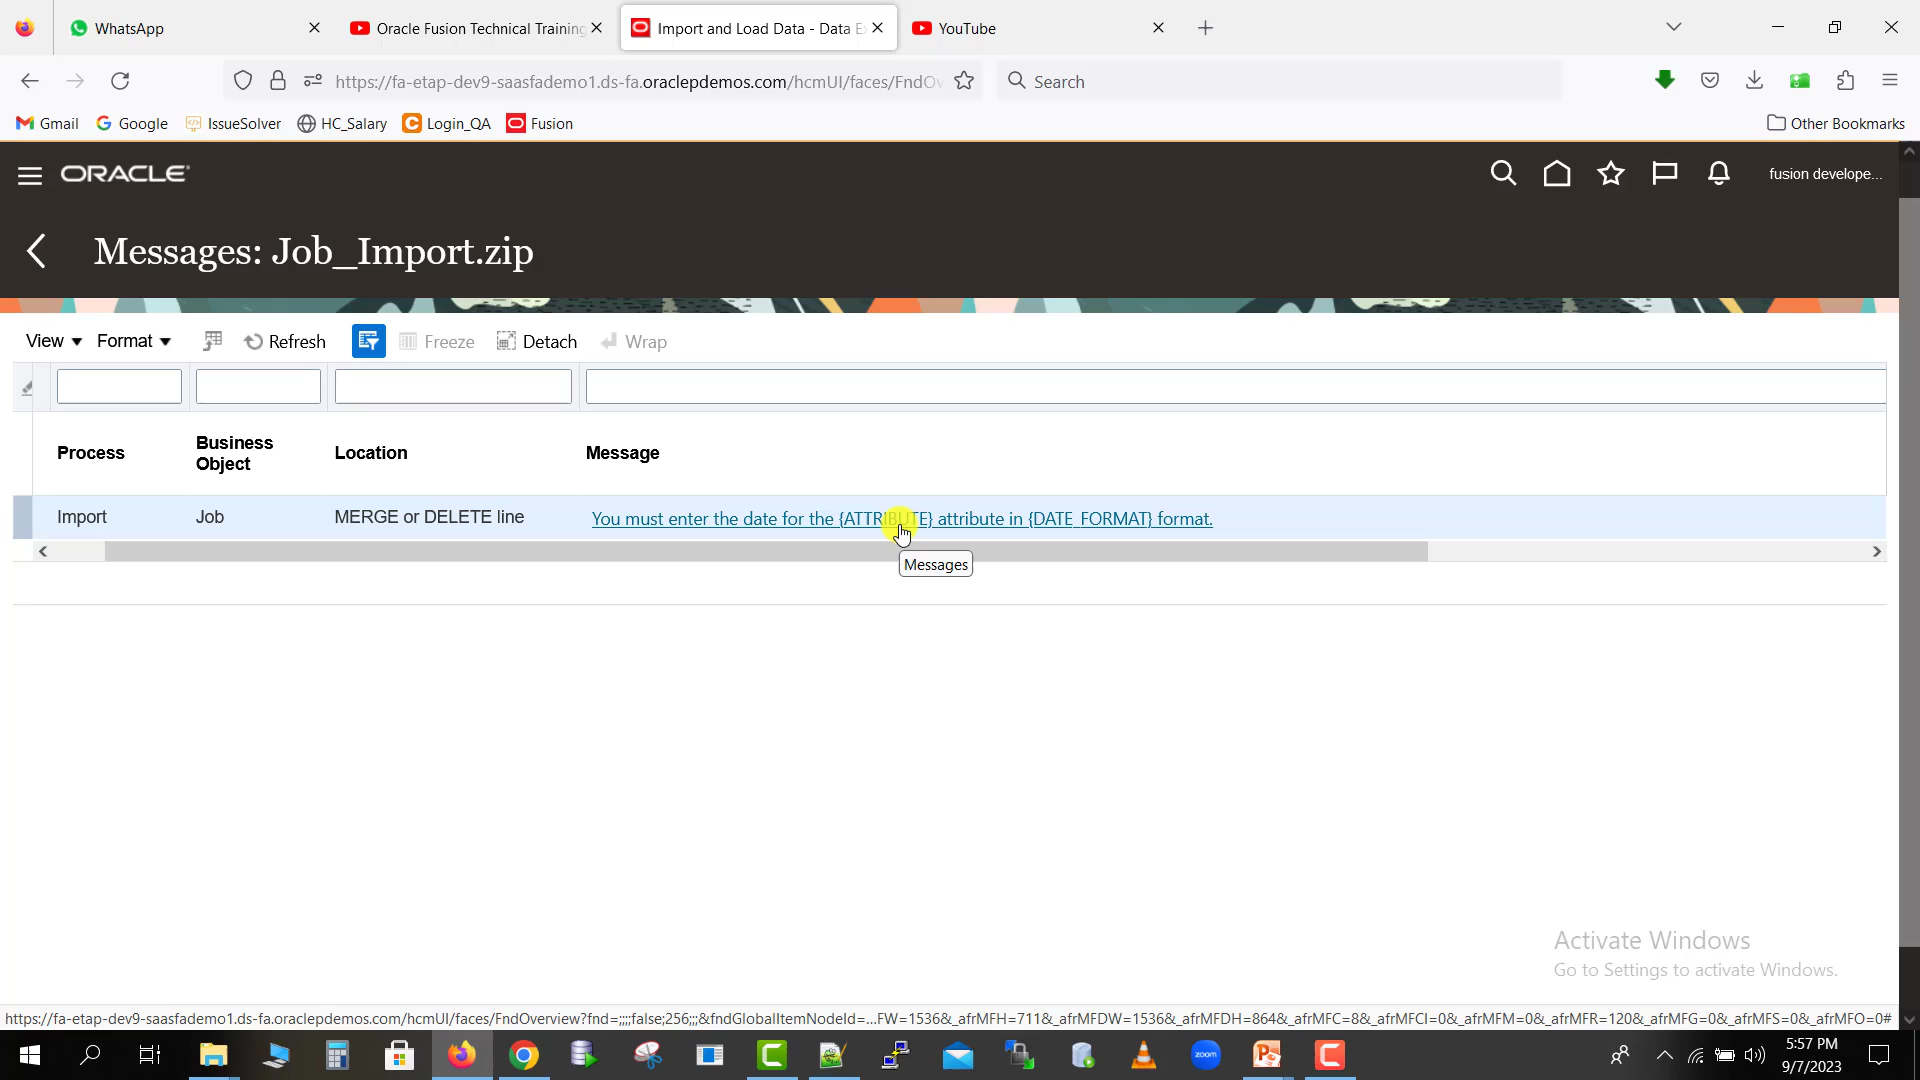 WhatsApp
Oracle Fusion Technical Training
Import and Load Data - Data E
YouTube
https://fa-etap-dev9-saasfademo1.ds-fa.oraclepdemos.com/hcmUI/faces/FndOv
Search
Gmail
Google
IssueSolver
HC_Salary
Login_QA
Fusion
Other Bookmarks
ORACLE
fusion develope...
Messages: Job_Import.zip
View
Format
Refresh
Freeze
Detach
Wrap
Process
Business
Object
Location
Message
Import
Job
MERGE or DELETE line
You must enter the date for the {ATTRIBUTE} attribute in {DATE_FORMAT} format.
Messages
Activate Windows
Go to Settings to activate Windows.
https://fa-etap-dev9-saasfademo1.ds-fa.oraclepdemos.com/hcmUI/faces/FndOverview?fnd=;;;;false;256;;;&fndGlobalItemNodeId=...FW=1536&_afrMFH=711&_afrMFDW=1536&_afrMFDH=864&_afrMFC=8&_afrMFCI=0&_afrMFM=0&_afrMFR=120&_afrMFG=0&_afrMFS=0&_afrMFO=0#
zoom
5:57 PM
9/7/2023